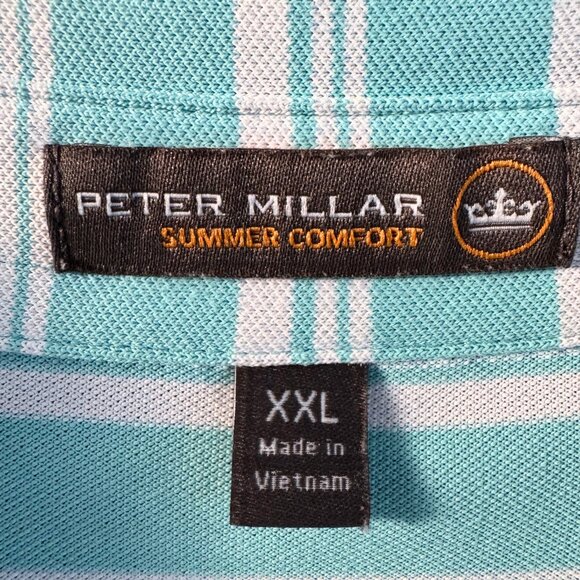 PETER MILLAR
SUMMER COMFORT
XXL
Made in
Vietnam